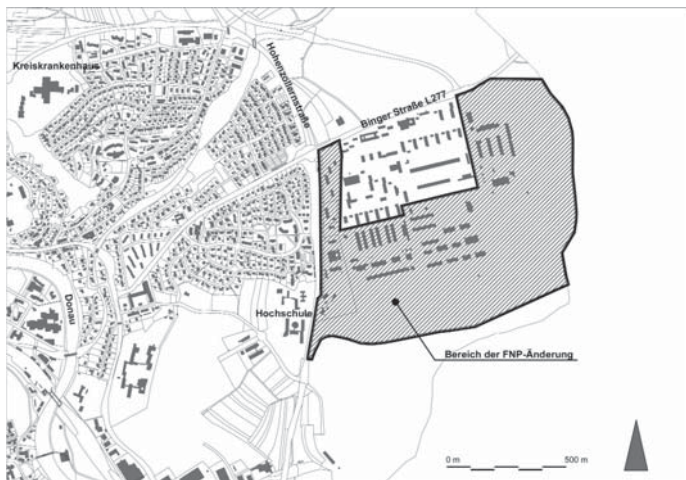 Kreiskrankenhaus
Hohenzollernstraße
Binger Straße L277
Donau
Hochschule
Bereich der FNP-Änderung
0 m
500 m